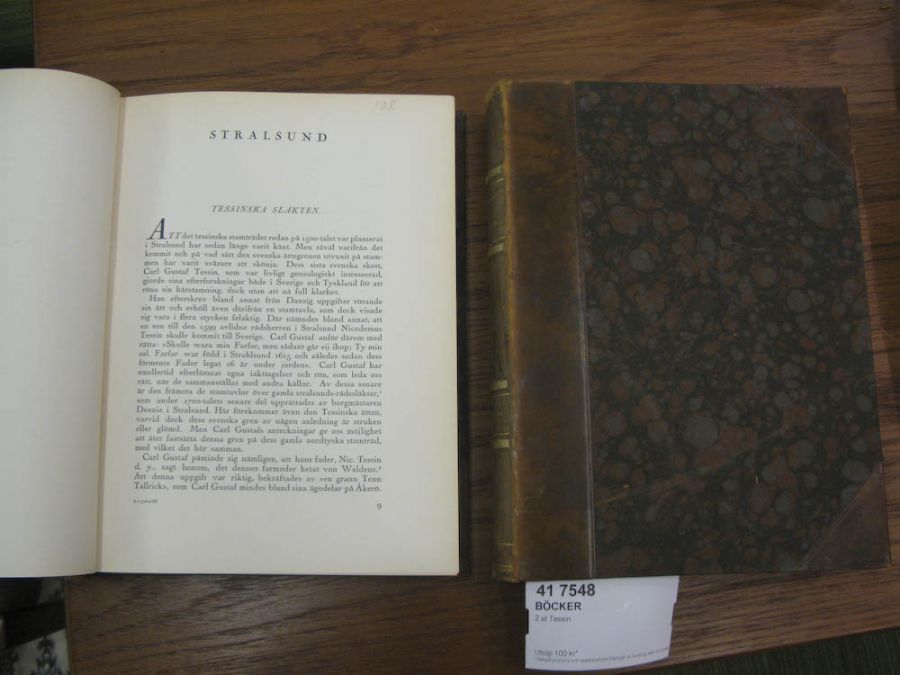 108
STRALSUND
TESSINSKA SLÄKTEN.
ATT det tessinska stamträdet redan på 1500-talet var planterat
i Stralsund har sedan länge varit känt. Men såväl varifrån det
kommit och på vad sätt den svenska ättegrenen utvuxit på stam-
men har varit svårare att skönja. Dess sista svenska skott,
Carl Gustaf Tessin, som var livligt genealogiskt intresserad,
gjorde sina efterforskningar både i Sverige och Tyskland för att
röna sin härstamning, dock utan att nå full klarhet.
Han efterskrev bland annat från Danzig uppgifter rörande
sin ätt och erhöll även därifrån en stamtavla, som dock visade
sig vara i flera stycken felaktig. Där nämndes bland annat, att
en son till den 1599 avlidne rådsherren i Stralsund Nicodemus
Tessin skulle kommit till Sverige. Carl Gustaf anför därom med
rätta: »Skulle wara min Farfar, men sådant går eij ihop; Ty min
sal. Farfar war född i Strahlsund 1615 och således sedan dess
förmente Fader legat 16 år under jorden». Carl Gustaf har
emellertid efterlämnat egna iakttagelser och rön, som leda oss
rätt, när de sammanställas med andra källor. Av dessa senare
är den främsta de stamtavlor över gamla stralsunds-rådssläkter,¹
som under 1700-talets senare del upprättades av borgmästaren
Dennie i Stralsund. Här förekommer även den Tessinska ätten,
varvid dock dess svenska gren av någon anledning är struken
eller glömd. Men Carl Gustafs anteckningar ge oss möjlighet
att åter fastsätta denna gren på dess gamla nordtyska stamträd,
med vilket det hör samman.
Carl Gustaf påminde sig nämligen, att hans fader, Nic. Tessin
d. y., sagt honom, det dennes farmoder hetat von Weldens.²
Att denna uppgift var riktig, bekräftades av »en grann Tenn
Tallrick», som Carl Gustaf mindes bland sina ägodelar på Åkerö.
9
41 7548
BÖCKER
2 st Tessin
Utrop 100 kr*